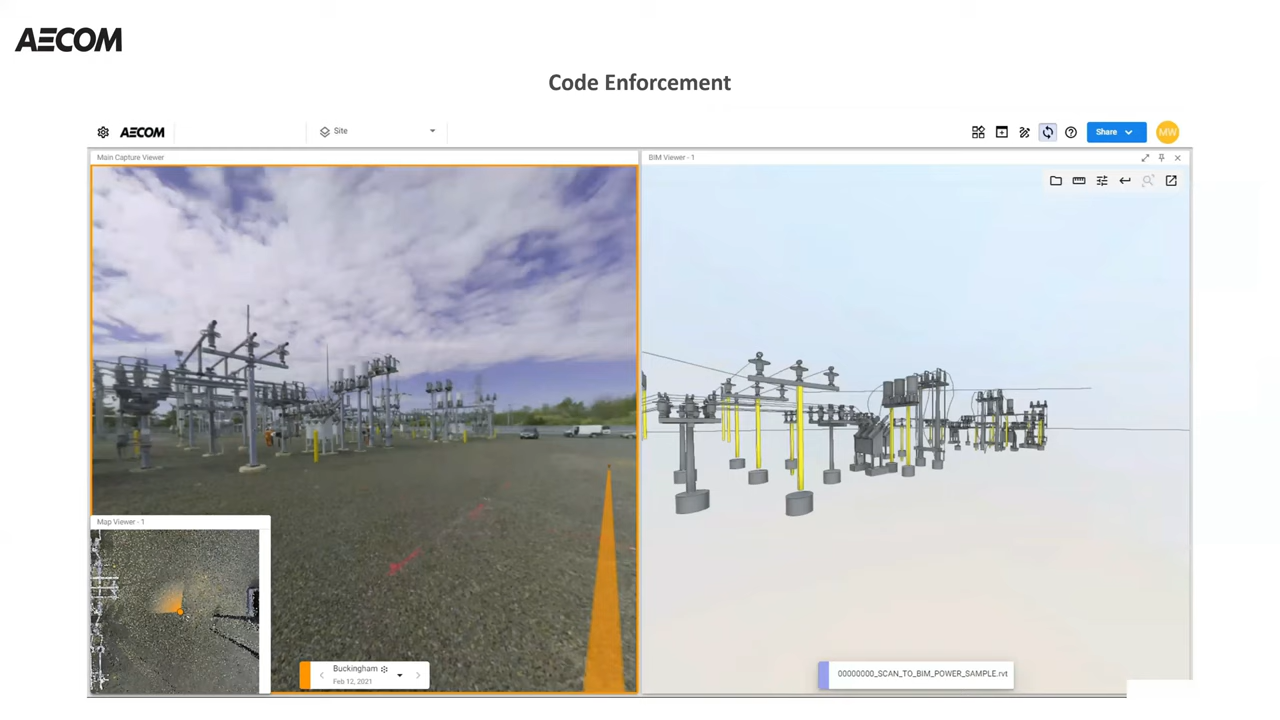 AECOM
Code Enforcement
AECOM
Site
Share
MW
Main Capture Viewer
BIM Viewer - 1
Map Viewer - 1
Buckingham
Feb 12, 2021
00000000_SCAN_TO_BIM_POWER_SAMPLE.rvt